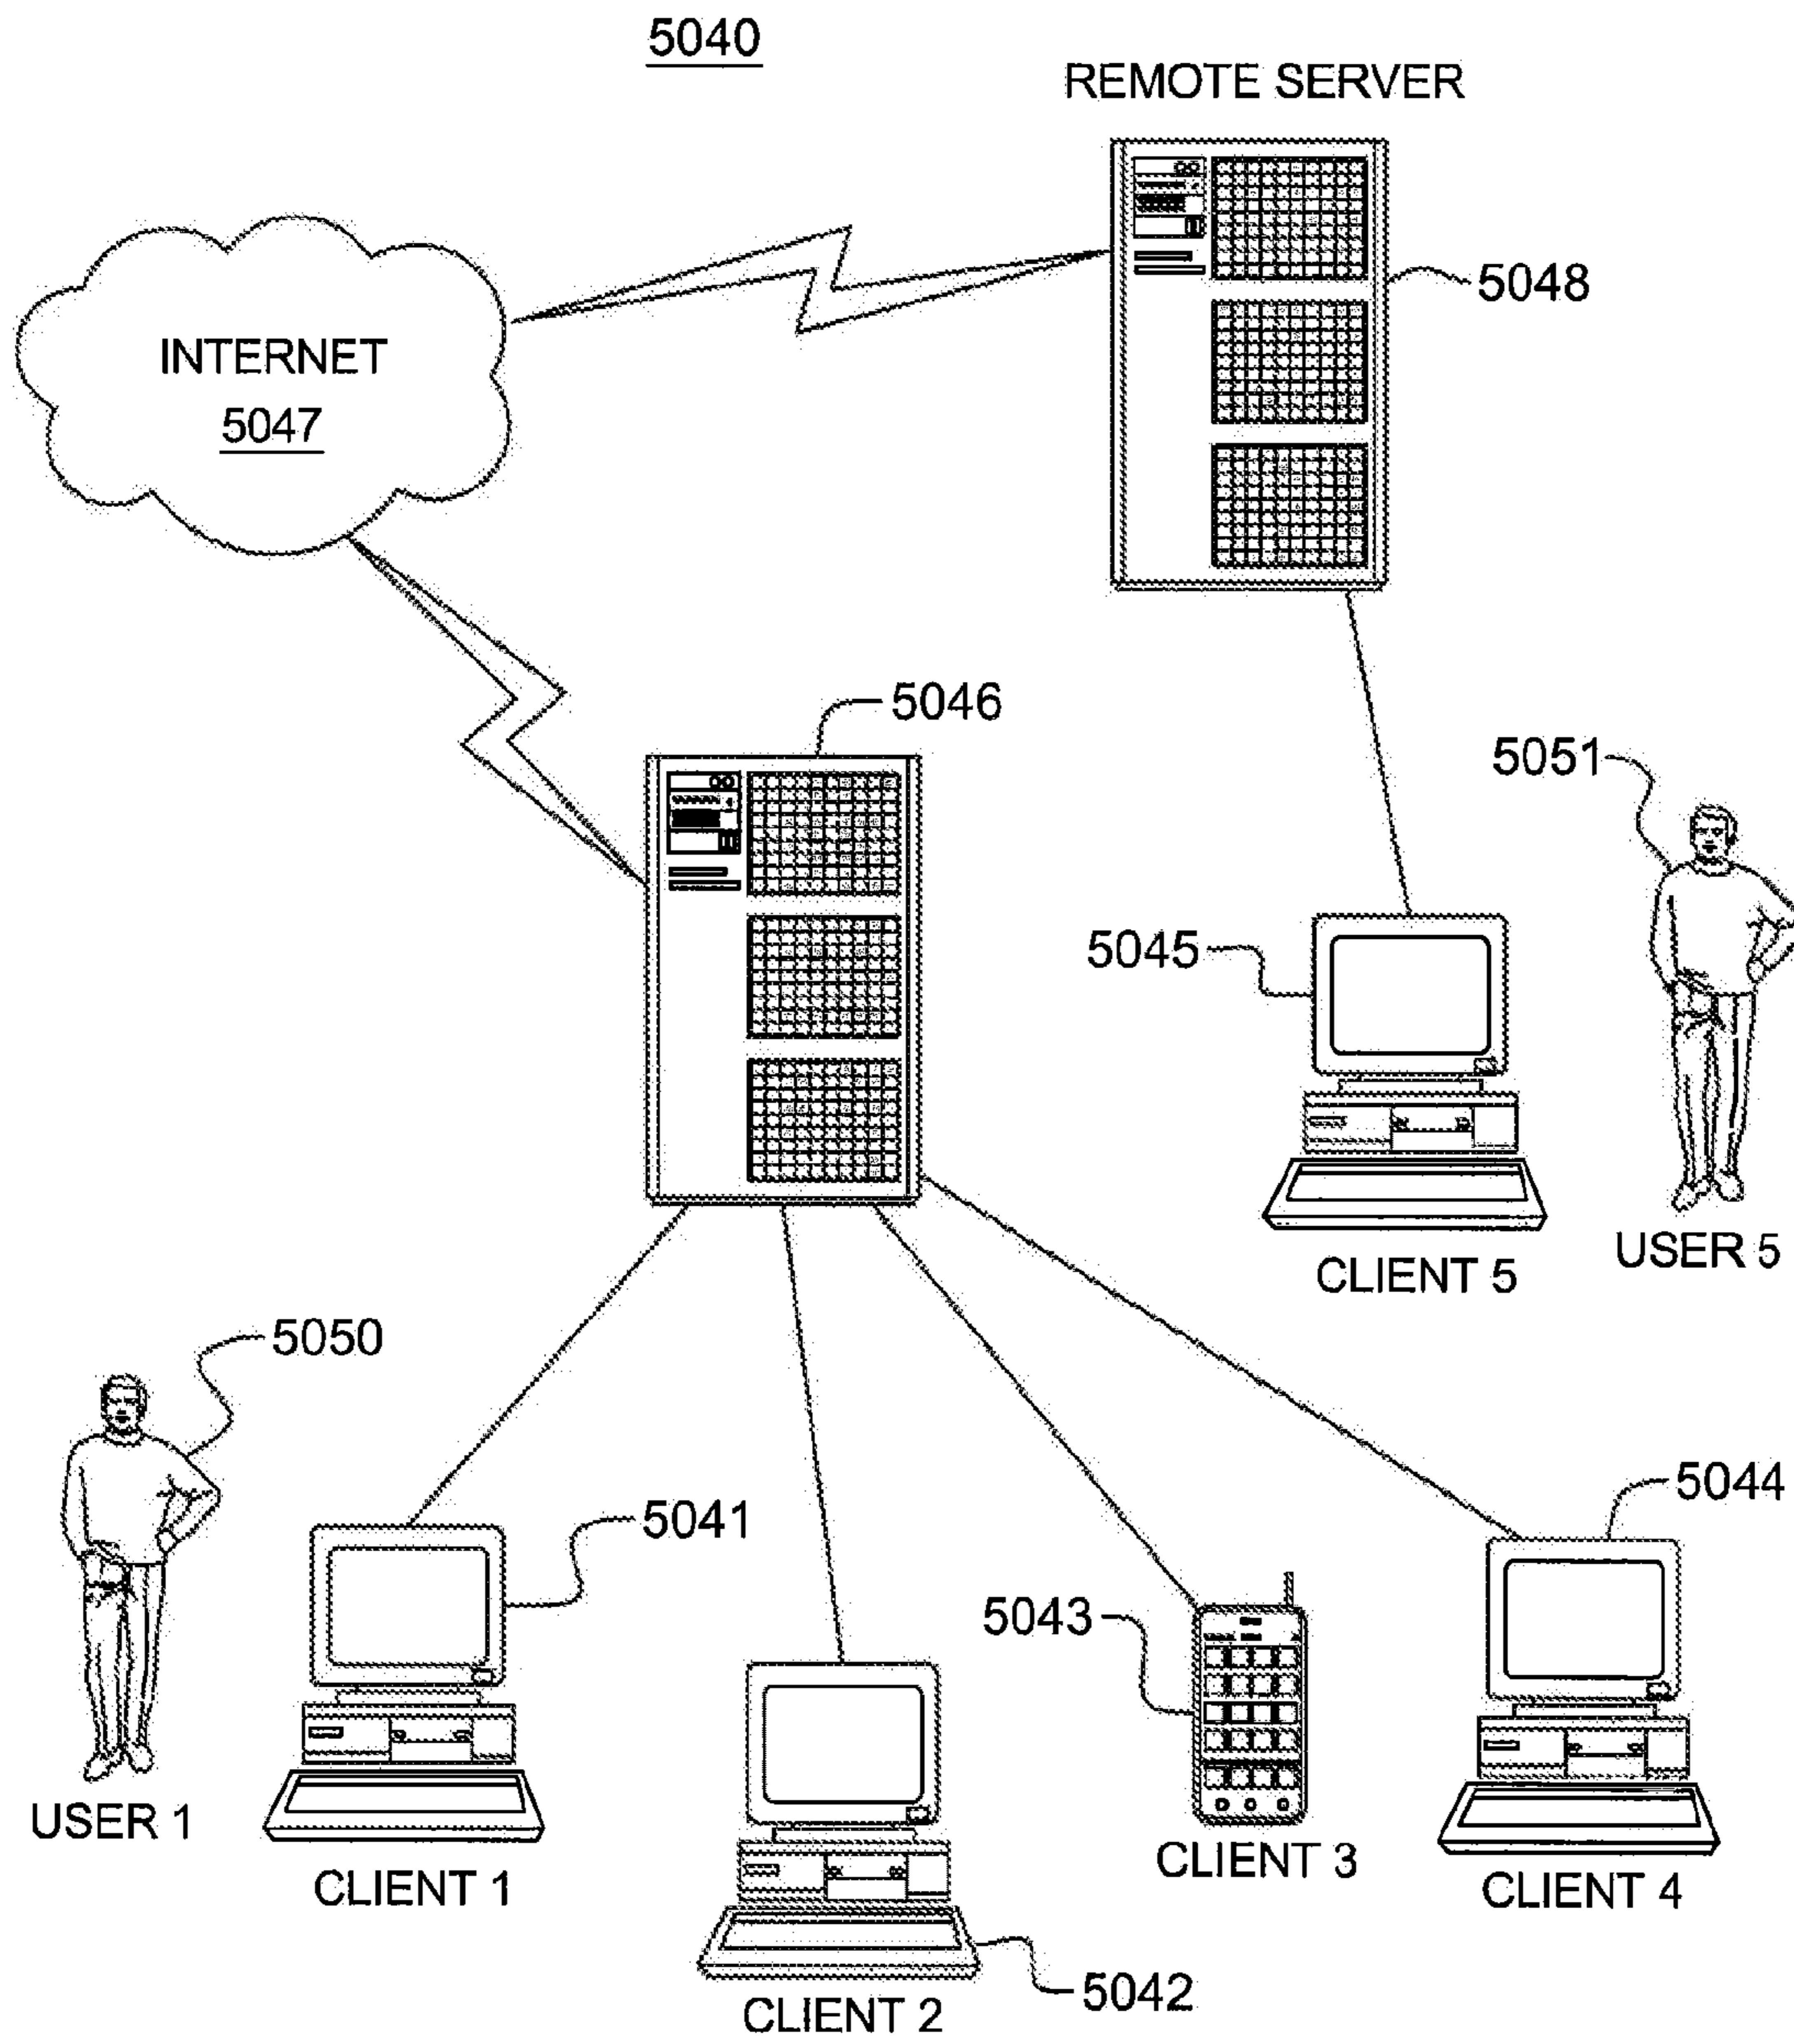 5040
REMOTE SERVER
5048
INTERNET
5047
5046
5051
5045
USER 5
CLIENT 5
5050
5041
5044
5043
USER 1
CLIENT 1
CLIENT 3
CLIENT 4
5042
CLIENT 2